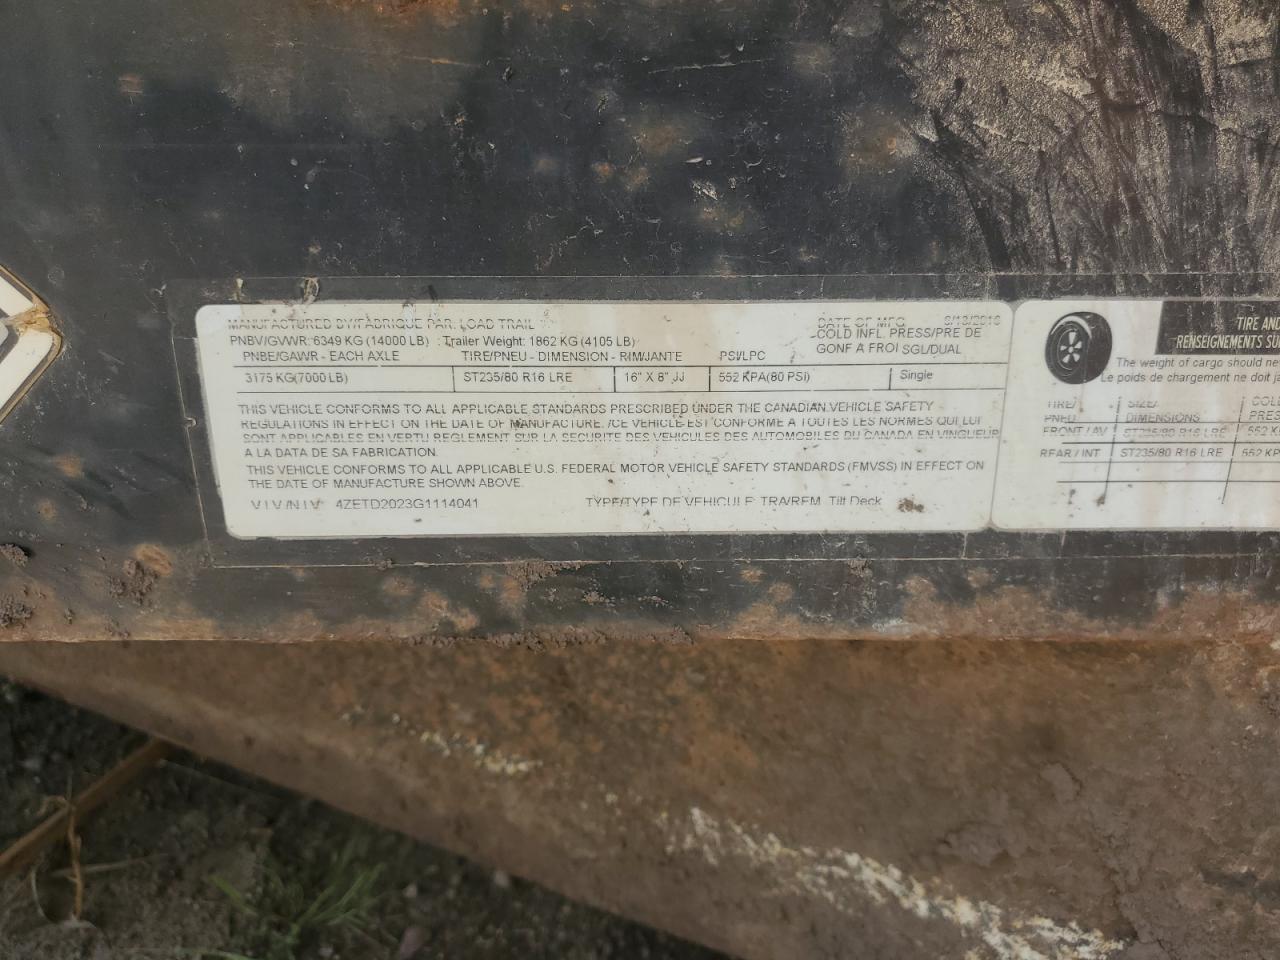 MANUFACTURED BY/FABRIQUE PAR: LOAD TRAIL
DATE OF MFG
PNBV/GVWR: 6349 KG (14000 LB) Trailer Weight: 1862 KG (4105 LB)
COLD INFL. PRESS/PRE DE
GONF A FROI SGL/DUAL
PNBE/GAWR - EACH AXLE TIRE/PNEU - DIMENSION - RIM/JANTE PSI/LPC
3175 KG(7000 LB) ST235/80 R16 LRE 16" X 8" JJ 552 KPA(80 PSI) Single
THIS VEHICLE CONFORMS TO ALL APPLICABLE STANDARDS PRESCRIBED UNDER THE CANADIAN VEHICLE SAFETY
REGULATIONS IN EFFECT ON THE DATE OF MANUFACTURE. /CE VEHICLE EST CONFORME A TOUTES LES NORMES QUI LUI
SONT APPLICABLES EN VERTU REGLEMENT SUR LA SECURITE DES VEHICULES DES AUTOMOBILES DU CANADA EN VINGUEUR
A LA DATA DE SA FABRICATION.
THIS VEHICLE CONFORMS TO ALL APPLICABLE U.S. FEDERAL MOTOR VEHICLE SAFETY STANDARDS (FMVSS) IN EFFECT ON
THE DATE OF MANUFACTURE SHOWN ABOVE.
V.I.V/N.I.V. 4ZETD2023G1114041 TYPE/TYPE DE VEHICULE: TRA/REM Tilt Deck
TIRE AND
RENSEIGNEMENTS SU
The weight of cargo should ne
Le poids de chargement ne doit ja
TIRE/ SIZE/ COL
PNEU DIMENSIONS PRES
FRONT / AV ST235/80 R16 LRE 552 K
REAR / INT ST235/80 R16 LRE 552 KP